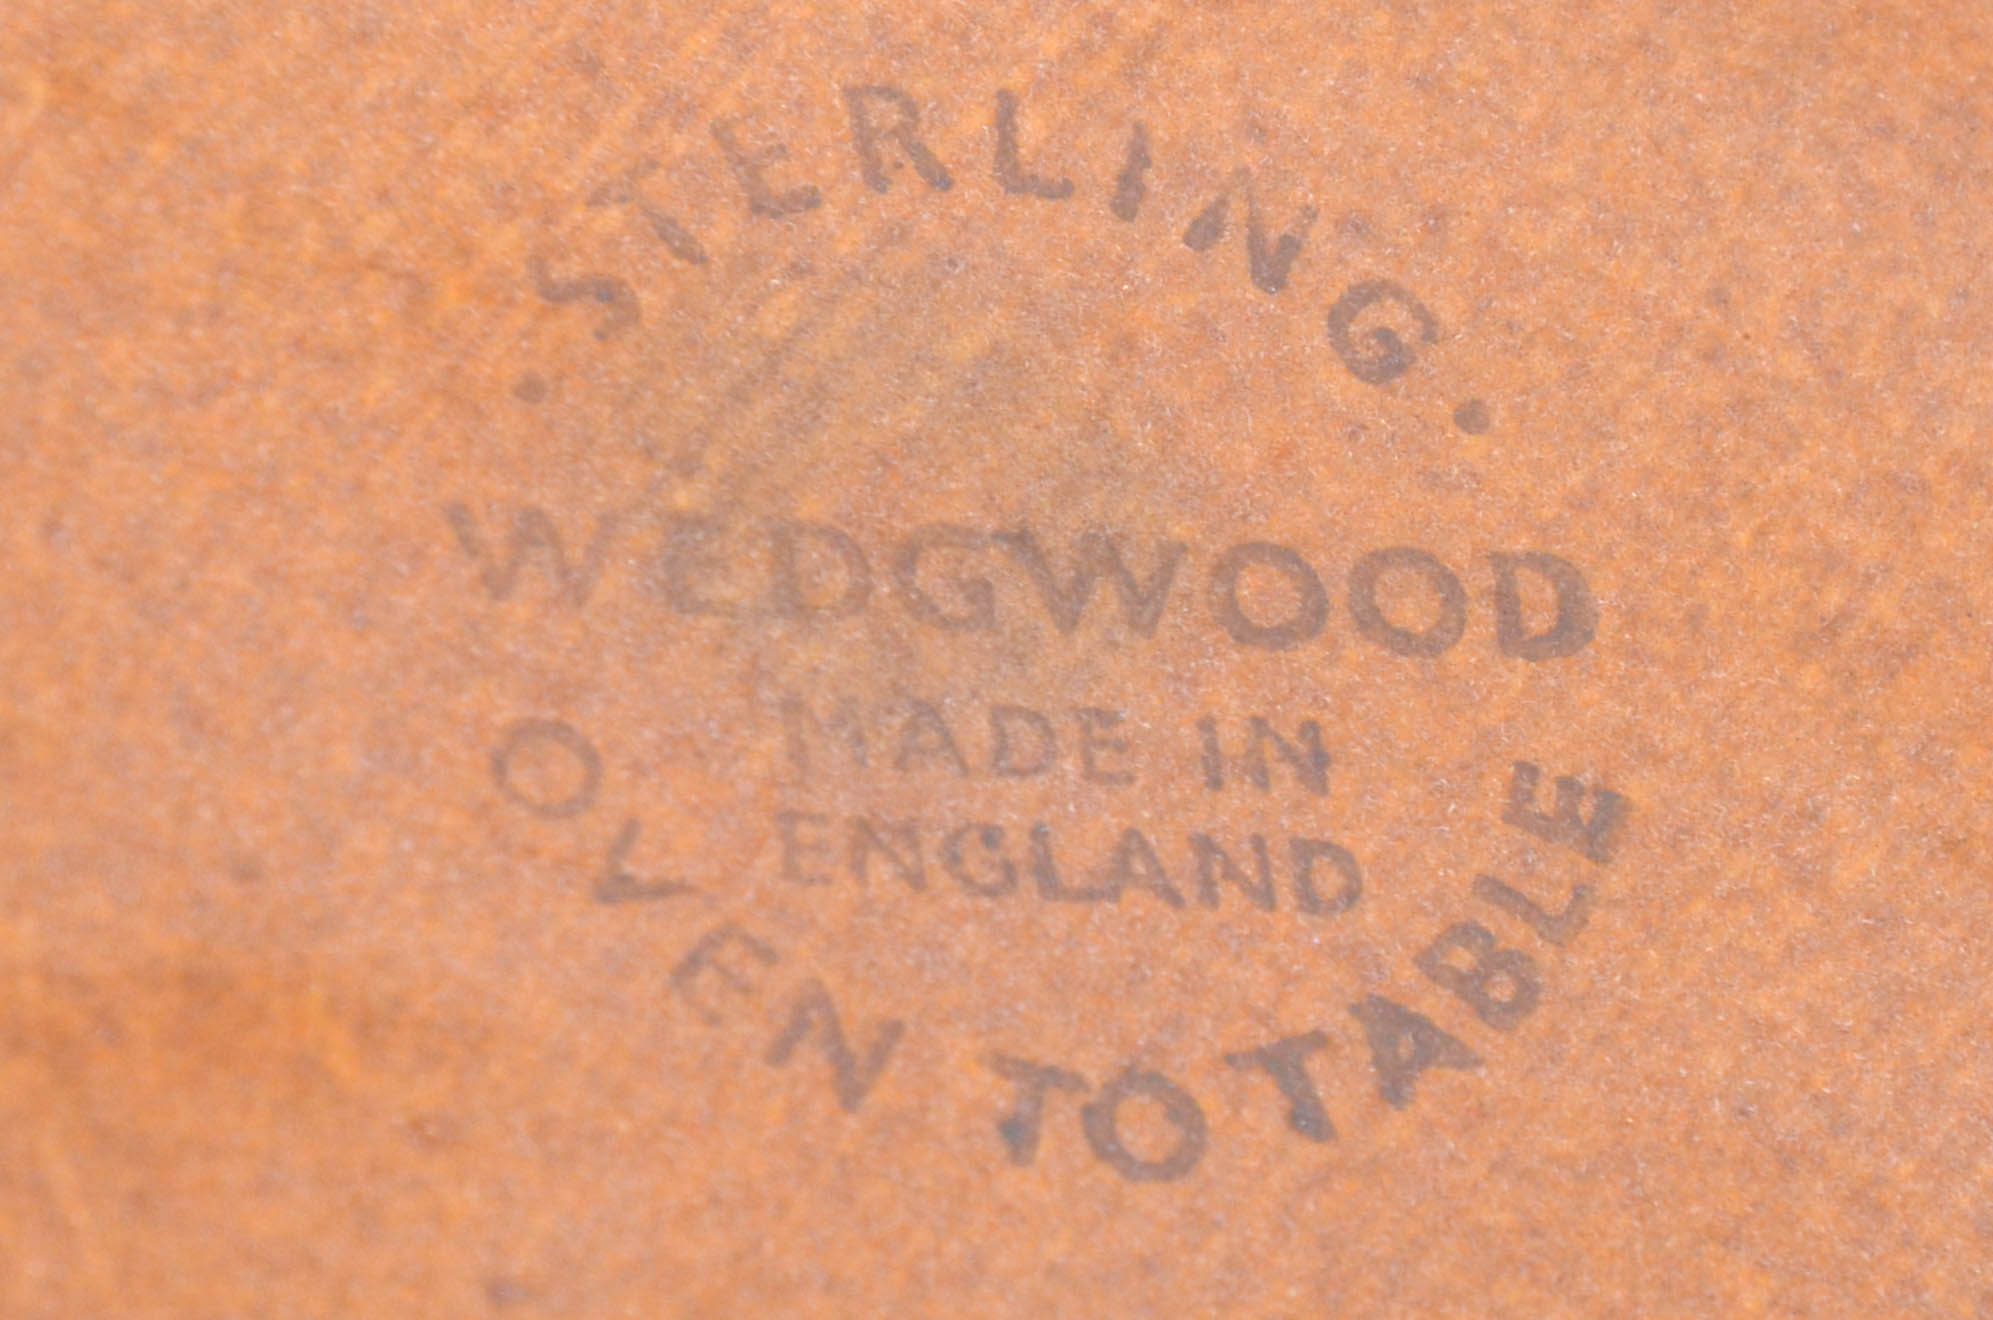 · STERLING ·
WEDGWOOD
MADE IN
ENGLAND
OVEN TO TABLE